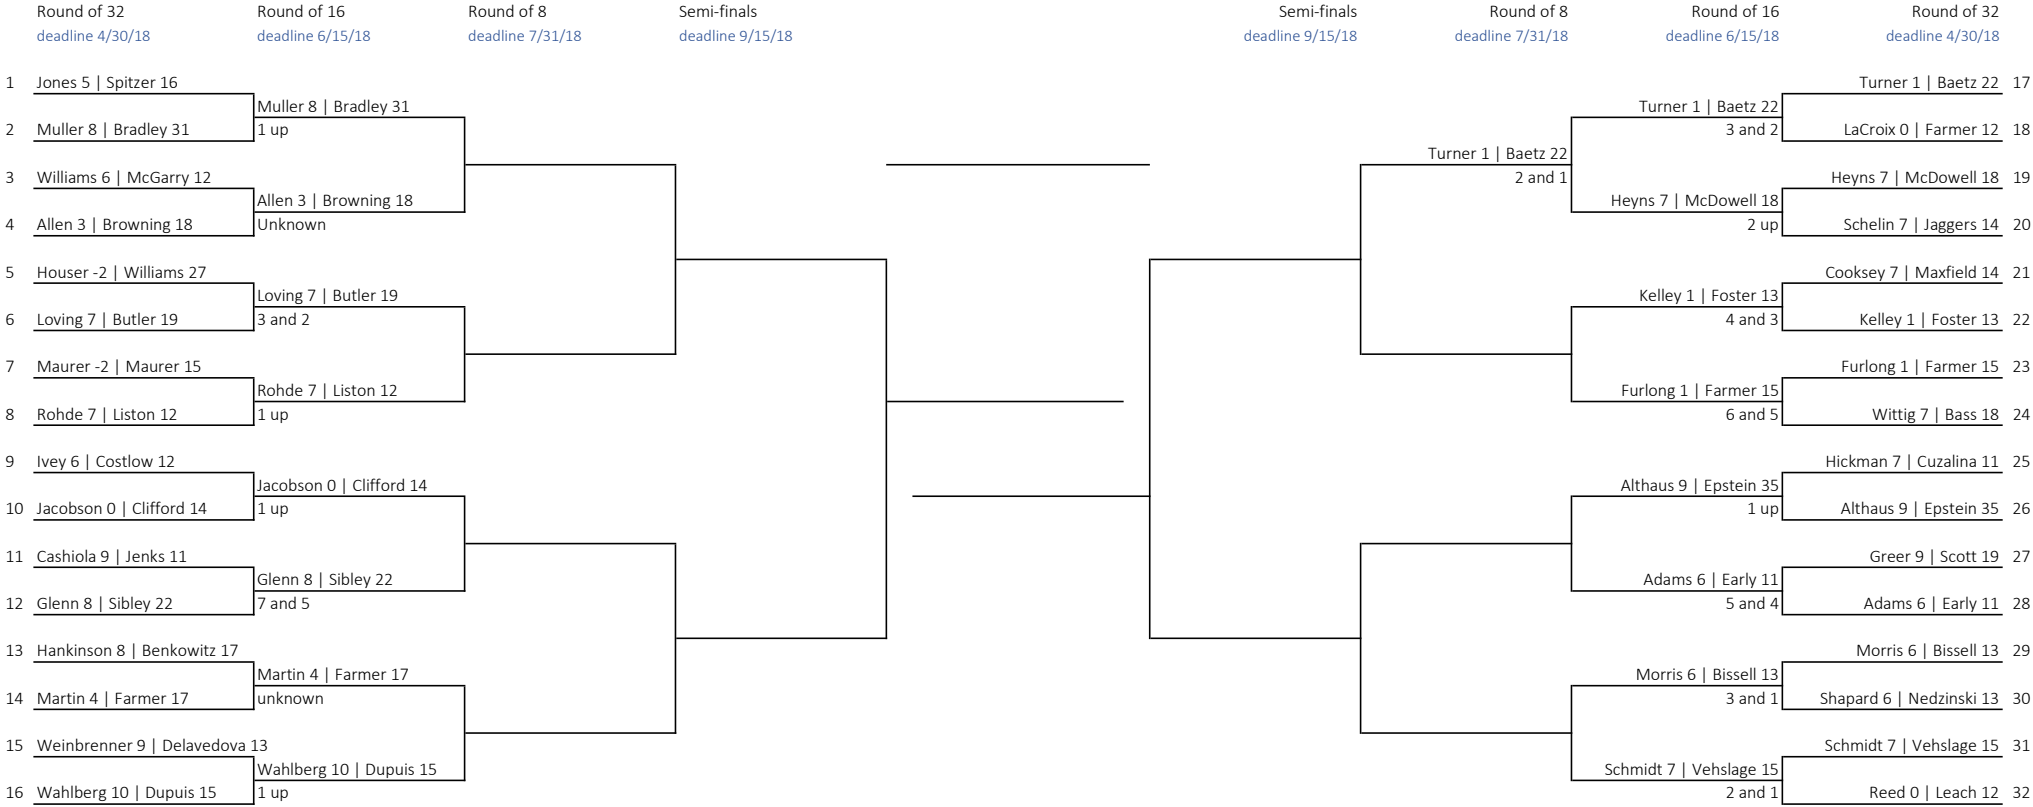 Round of 32
Round of 16
Round of 8
Semi-finals
Semi-finals
Round of 8
Round of 16
Round of 32
deadline 4/30/18
deadline 6/15/18
deadline 7/31/18
deadline 9/15/18
deadline 9/15/18
deadline 7/31/18
deadline 6/15/18
deadline 4/30/18
1 Jones 5 | Spitzer 16
Muller 8 | Bradley 31
2 Muller 8 | Bradley 31
1 up
3 Williams 6 | McGarry 12
Allen 3 | Browning 18
4 Allen 3 | Browning 18
Unknown
5 Houser -2 | Williams 27
Loving 7 | Butler 19
6 Loving 7 | Butler 19
3 and 2
7 Maurer -2 | Maurer 15
Rohde 7 | Liston 12
8 Rohde 7 | Liston 12
1 up
9 Ivey 6 | Costlow 12
Jacobson 0 | Clifford 14
10 Jacobson 0 | Clifford 14
1 up
11 Cashiola 9 | Jenks 11
Glenn 8 | Sibley 22
12 Glenn 8 | Sibley 22
7 and 5
13 Hankinson 8 | Benkowitz 17
Martin 4 | Farmer 17
14 Martin 4 | Farmer 17
unknown
15 Weinbrenner 9 | Delavedova 13
Wahlberg 10 | Dupuis 15
16 Wahlberg 10 | Dupuis 15
1 up
Turner 1 | Baetz 22 17
Turner 1 | Baetz 22
3 and 2
LaCroix 0 | Farmer 12 18
Turner 1 | Baetz 22
2 and 1
Heyns 7 | McDowell 18 19
Heyns 7 | McDowell 18
2 up
Schelin 7 | Jaggers 14 20
Cooksey 7 | Maxfield 14 21
Kelley 1 | Foster 13
4 and 3
Kelley 1 | Foster 13 22
Furlong 1 | Farmer 15 23
Furlong 1 | Farmer 15
6 and 5
Wittig 7 | Bass 18 24
Hickman 7 | Cuzalina 11 25
Althaus 9 | Epstein 35
1 up
Althaus 9 | Epstein 35 26
Greer 9 | Scott 19 27
Adams 6 | Early 11
5 and 4
Adams 6 | Early 11 28
Morris 6 | Bissell 13 29
Morris 6 | Bissell 13
3 and 1
Shapard 6 | Nedzinski 13 30
Schmidt 7 | Vehslage 15 31
Schmidt 7 | Vehslage 15
2 and 1
Reed 0 | Leach 12 32